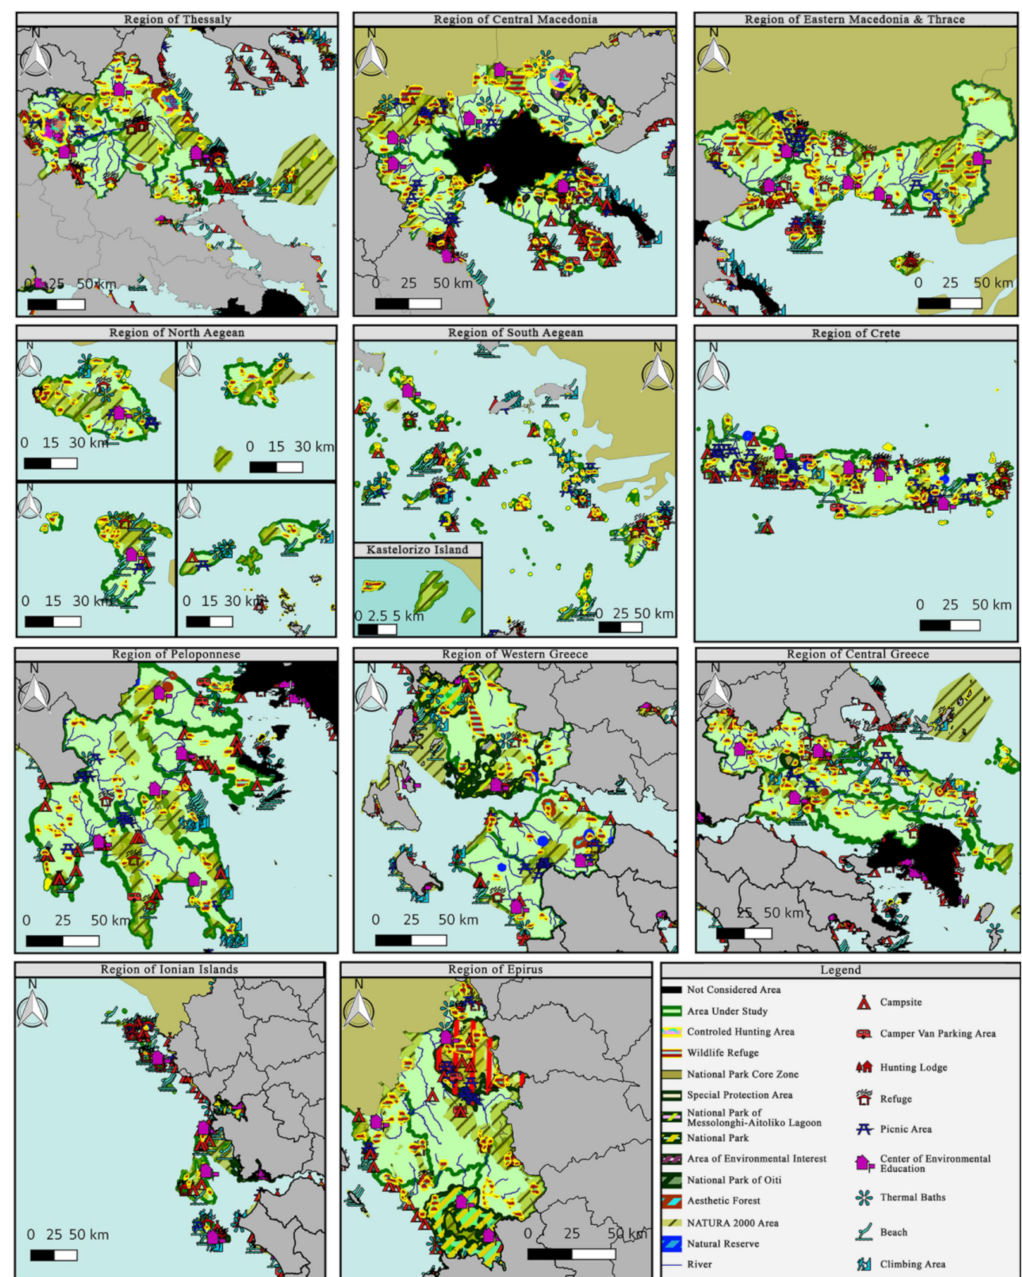 Region of Thessaly
Region of Central Macedonia
Region of Eastern Macedonia & Thrace
N
N
N
0 25 50 km
0 25 50 km
0 25 50 km
Region of North Aegean
Region of South Aegean
Region of Crete
N
N
N
N
0 15 30 km
0 15 30 km
N
N
Kastelorizo Island
0 15 30 km
0 15 30 km
0 2.5 5 km
0 25 50 km
0 25 50 km
Region of Peloponnese
Region of Western Greece
Region of Central Greece
N
N
N
0 25 50 km
0 25 50 km
0 25 50 km
Region of Ionian Islands
Region of Epirus
Legend
N
N
0 25 50 km
0 25 50 km
Not Considered Area
Area Under Study
Controled Hunting Area
Wildlife Refuge
National Park Core Zone
Special Protection Area
National Park of
Messolonghi-Aitoliko Lagoon
National Park
Area of Environmental Interest
National Park of Oiti
Aesthetic Forest
NATURA 2000 Area
Natural Reserve
River
Campsite
Camper Van Parking Area
Hunting Lodge
Refuge
Picnic Area
Center of Environmental
Education
Thermal Baths
Beach
Climbing Area